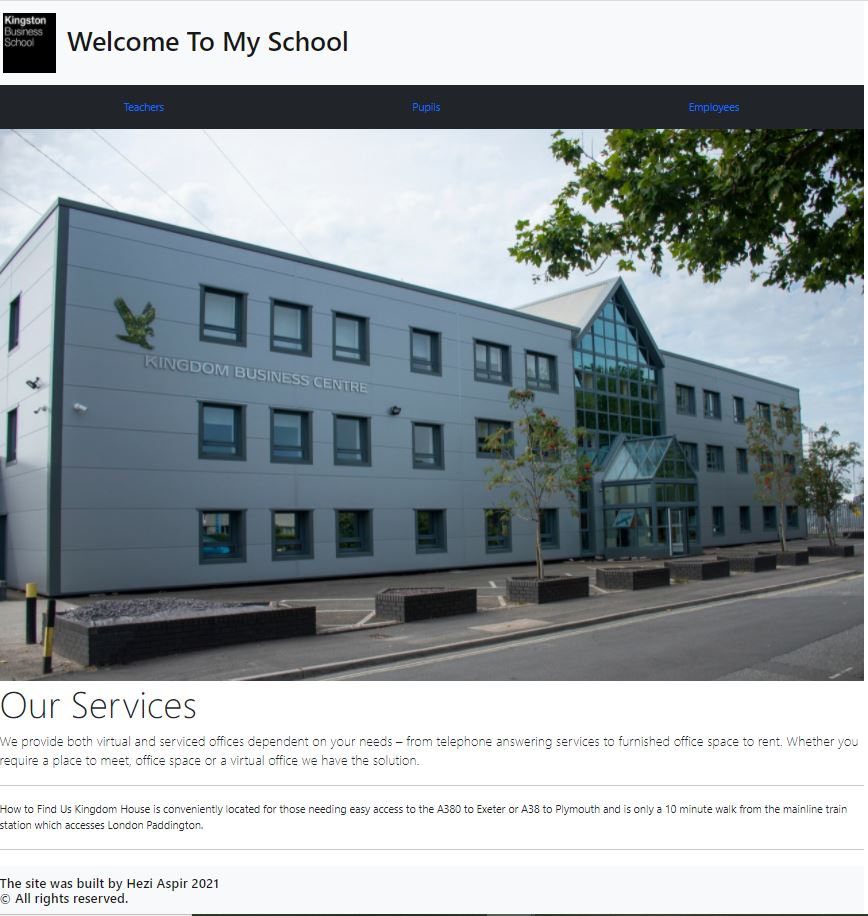 Kingston
Business
School
Welcome To My School
Teachers
Pupils
Employees
KINGDOM BUSINESS CENTRE
Our Services
We provide both virtual and serviced offices dependent on your needs – from telephone answering services to furnished office space to rent. Whether you
require a place to meet, office space or a virtual office we have the solution.
How to Find Us Kingdom House is conveniently located for those needing easy access to the A380 to Exeter or A38 to Plymouth and is only a 10 minute walk from the mainline train
station which accesses London Paddington.
The site was built by Hezi Aspir 2021
© All rights reserved.